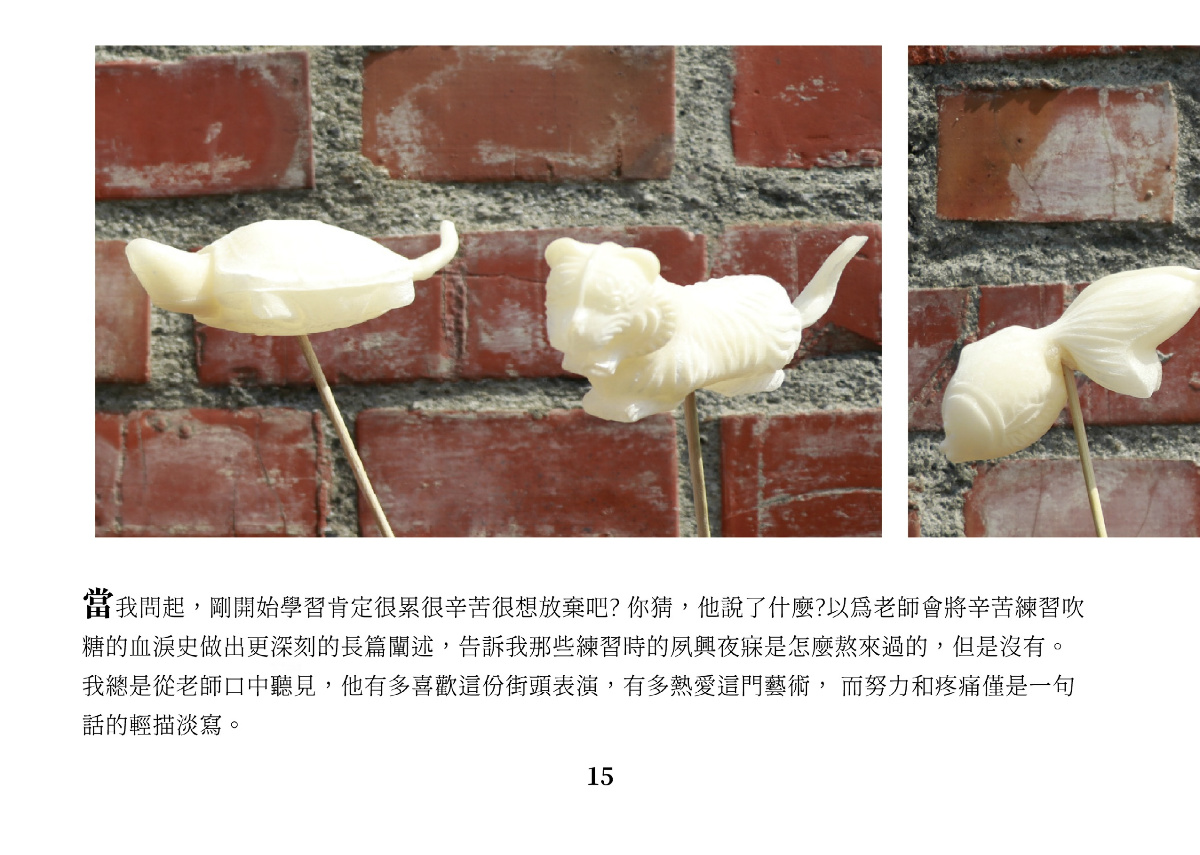 當我問起，剛開始學習肯定很累很辛苦很想放棄吧? 你猜，他說了什麼?以爲老師會將辛苦練習吹
糖的血淚史做出更深刻的長篇闡述，告訴我那些練習時的夙興夜寐是怎麼熬來過的，但是沒有。
我總是從老師口中聽見，他有多喜歡這份街頭表演，有多熱愛這門藝術， 而努力和疼痛僅是一句
話的輕描淡寫。
15